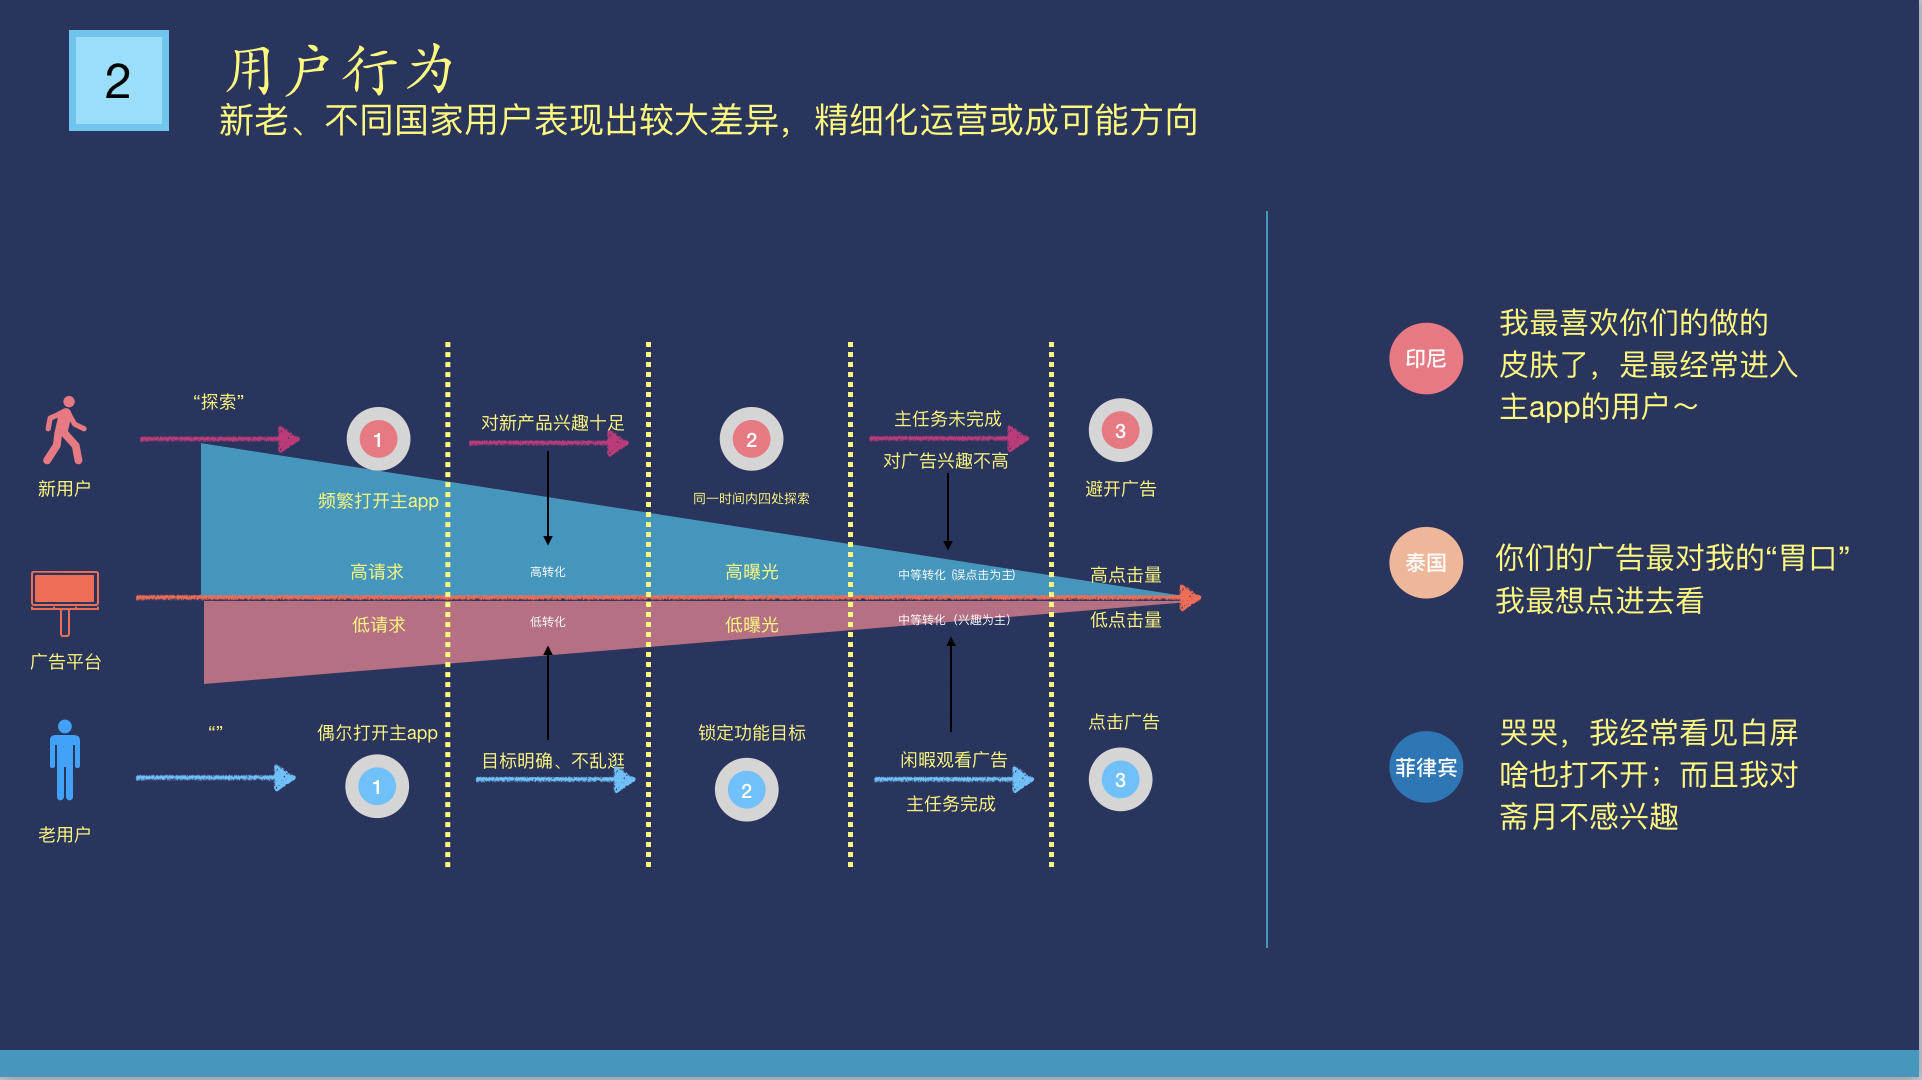 2
用户行为
新老、不同国家用户表现出较大差异，精细化运营或成可能方向
“探索”
1
对新产品兴趣十足
2
主任务未完成
对广告兴趣不高
3
新用户
频繁打开主app
同一时间内四处探索
避开广告
高请求
高转化
高曝光
中等转化（误点击为主）
高点击量
低请求
低转化
低曝光
中等转化（兴趣为主）
低点击量
广告平台
“”
偶尔打开主app
目标明确、不乱逛
锁定功能目标
闲暇观看广告
点击广告
1
2
主任务完成
3
老用户
印尼
我最喜欢你们的做的
皮肤了，是最经常进入
主app的用户～
泰国
你们的广告最对我的“胃口”
我最想点进去看
菲律宾
哭哭，我经常看见白屏
啥也打不开；而且我对
斋月不感兴趣